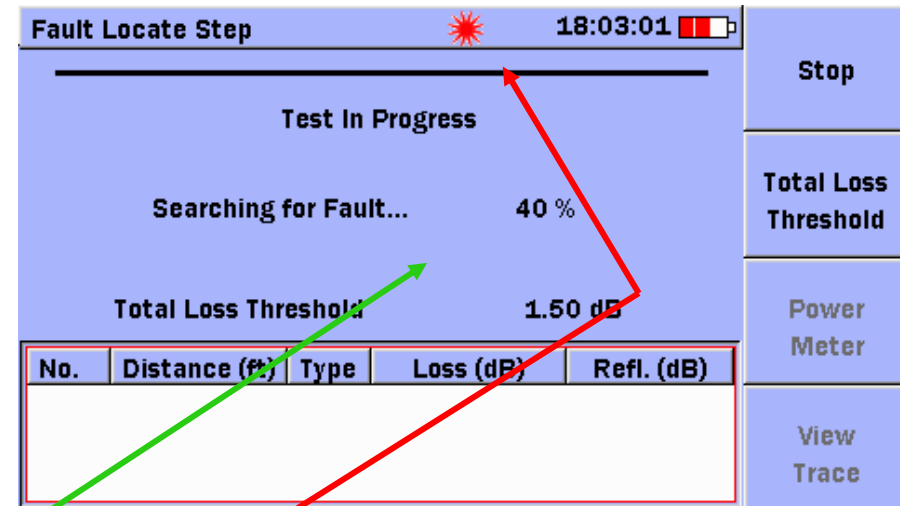 Fault Locate Step 18:03:01
Stop
Test In Progress
Total Loss
Threshold
Searching for Fault... 40 %
Total Loss Threshold 1.50 dB
Power
Meter
No. Distance (ft) Type Loss (dB) Refl. (dB)
View
Trace